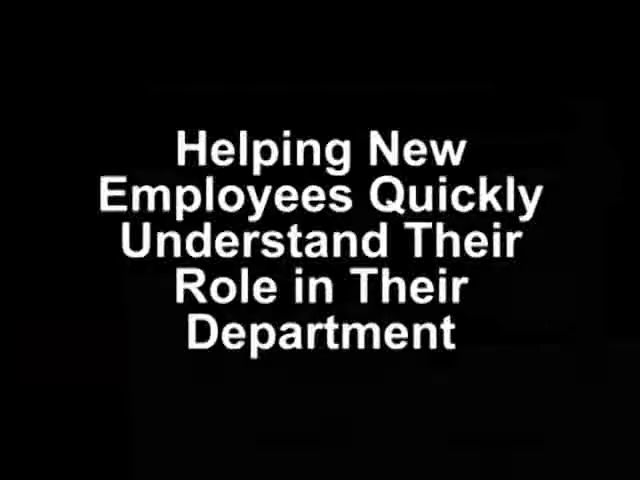 Helping New
Employees Quickly
Understand Their
Role in Their
Department